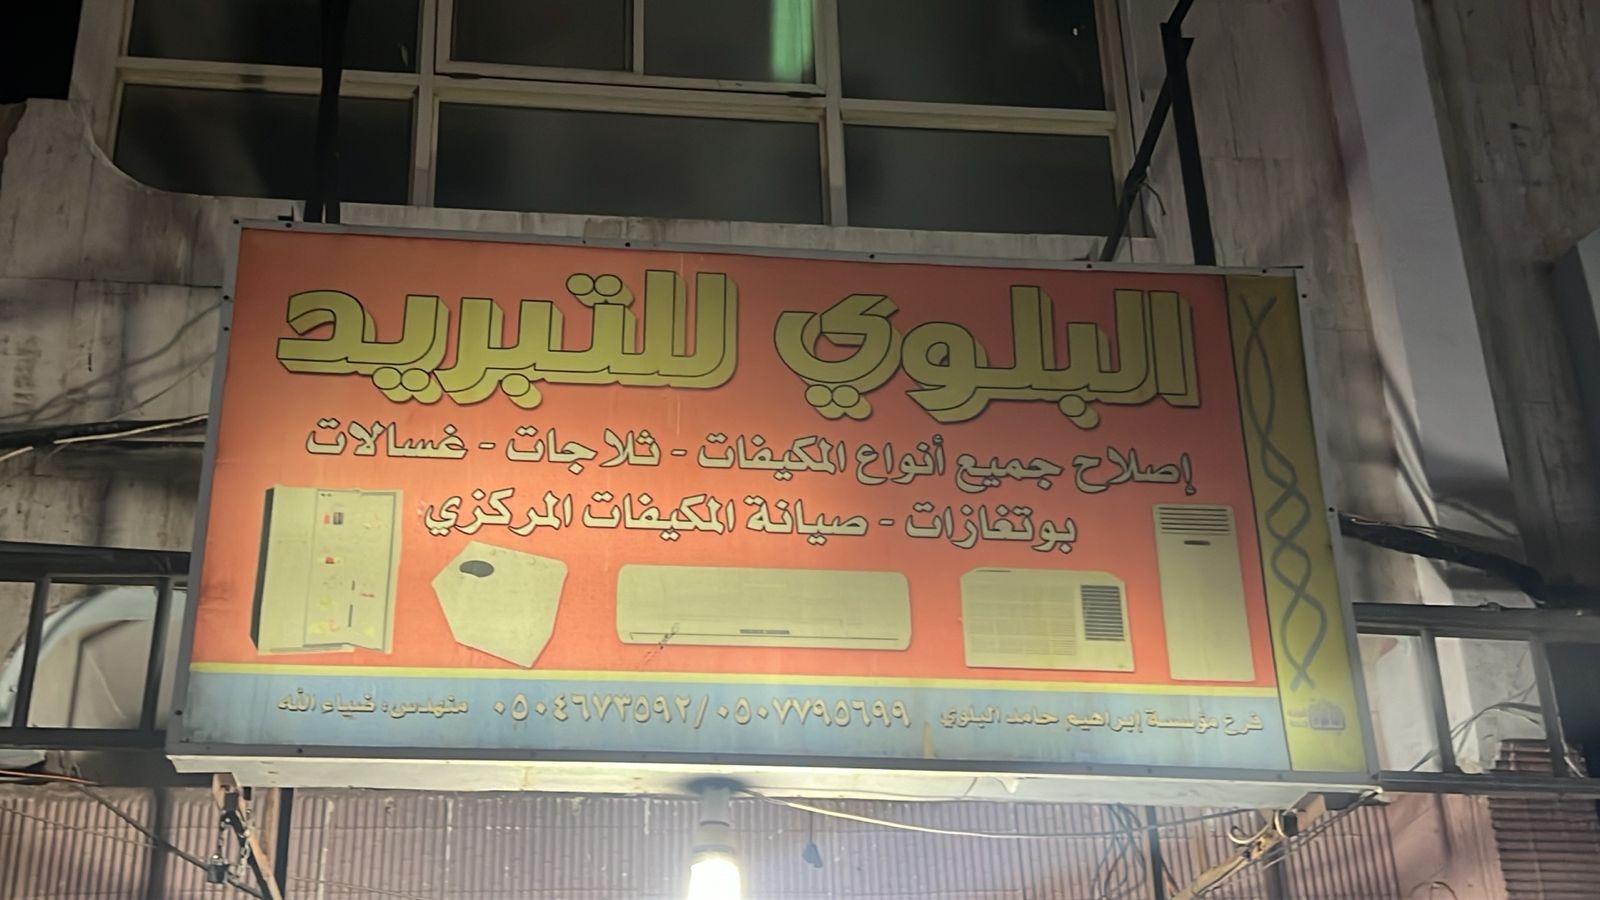 البلوي للتبريد
إصلاح جميع أنواع المكيفات - ثلاجات - غسالات
بوتغازات - صيانة المكيفات المركزي
فرع مؤسسة إبراهيم حامد البلوي ٠٥٠٧٧٩٥٦٩٩/٠٥٠٤٦٧٣٥٩٢ مهندس: ضياء الله